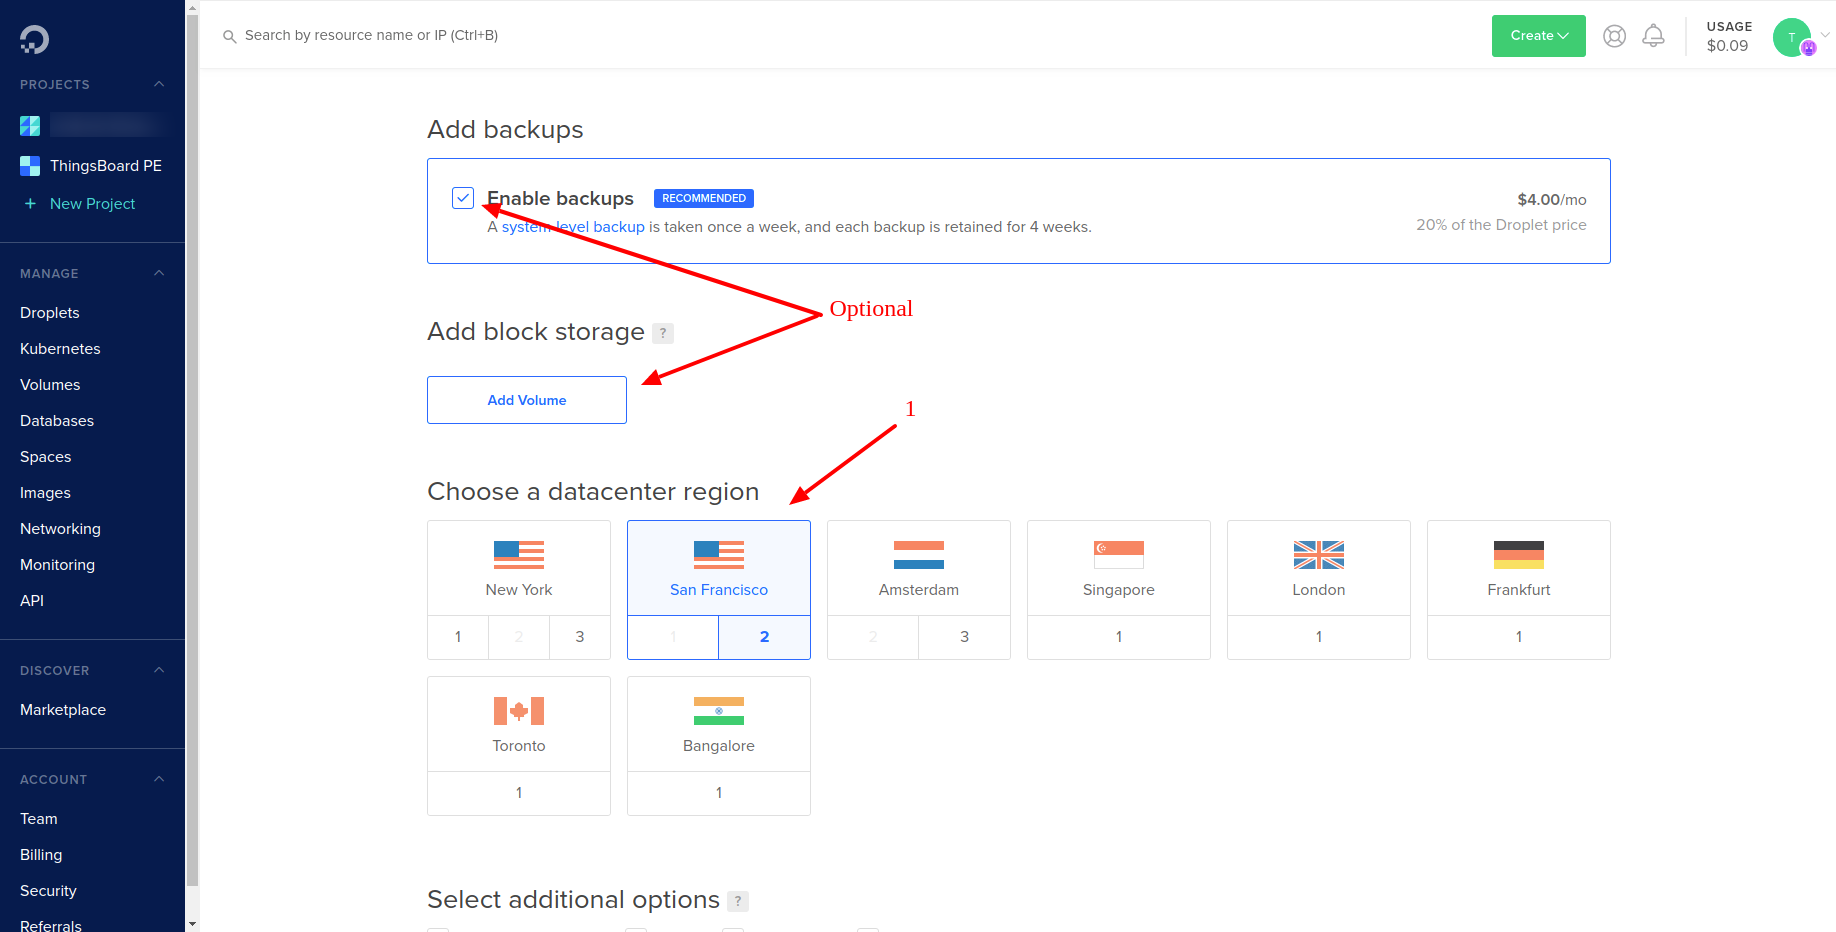 Search by resource name or IP (Ctrl+B)
Create
USAGE
$0.09
T
PROJECTS
ThingsBoard PE
+ New Project
MANAGE
Droplets
Kubernetes
Volumes
Databases
Spaces
Images
Networking
Monitoring
API
DISCOVER
Marketplace
ACCOUNT
Team
Billing
Security
Referrals
Add backups
Enable backups RECOMMENDED
$4.00/mo
A system level backup is taken once a week, and each backup is retained for 4 weeks.
20% of the Droplet price
Optional
Add block storage ?
Add Volume
1
Choose a datacenter region
New York San Francisco Amsterdam Singapore London Frankfurt
1 2 3 1 2 2 3 1 1 1
Toronto Bangalore
1 1
Select additional options ?